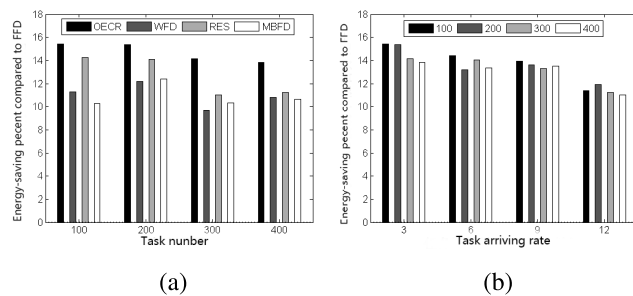 OECR WFD RES MBFD
18
16
14
12
10
8
6
4
2
0
Energy-saving pecent compared to FFD
100 200 300 400
Task nunber
(a)
100 200 300 400
18
16
14
12
10
8
6
4
2
0
Energy-saving pecent compared to FFD
3 6 9 12
Task arriving rate
(b)